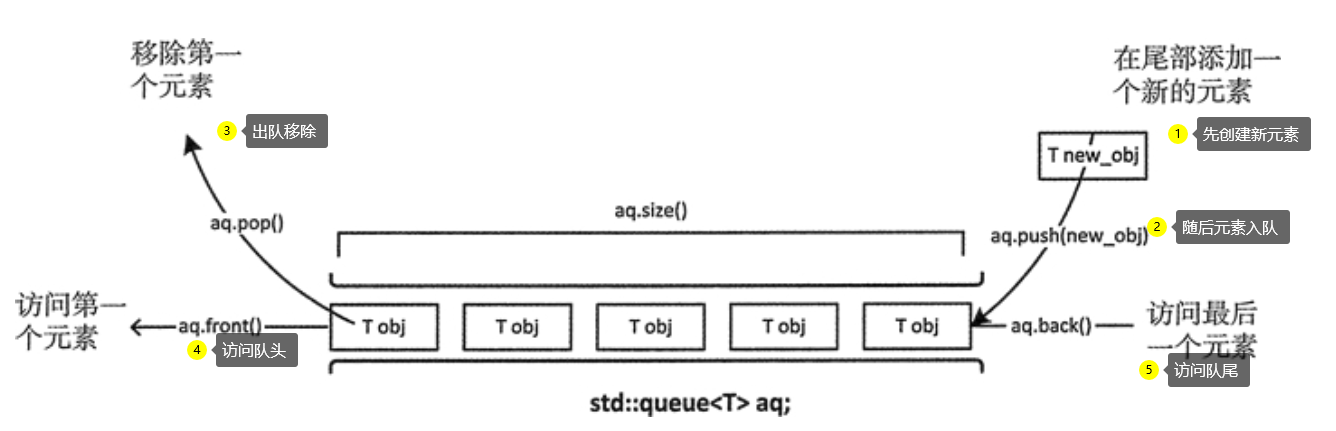 移除第一
个元素
在尾部添加一
个新的元素
3 出队移除
1 先创建新元素
T new_obj
aq.pop()
aq.size()
aq.push(new_obj)
2 随后元素入队
访问第一
个元素
aq.front()
T obj
T obj
T obj
T obj
T obj
aq.back()
访问最后
一个元素
4 访问队头
5 访问队尾
std::queue<T> aq;